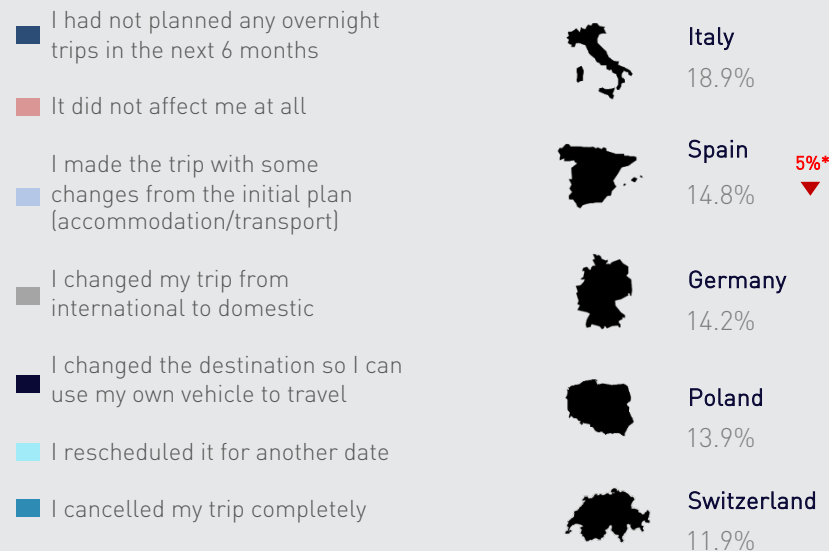 I had not planned any overnight
trips in the next 6 months
It did not affect me at all
I made the trip with some
changes from the initial plan
(accommodation/transport)
I changed my trip from
international to domestic
I changed the destination so I can
use my own vehicle to travel
I rescheduled it for another date
I cancelled my trip completely
Italy
18.9%
Spain
5%*
14.8%
Germany
14.2%
Poland
13.9%
Switzerland
11.9%